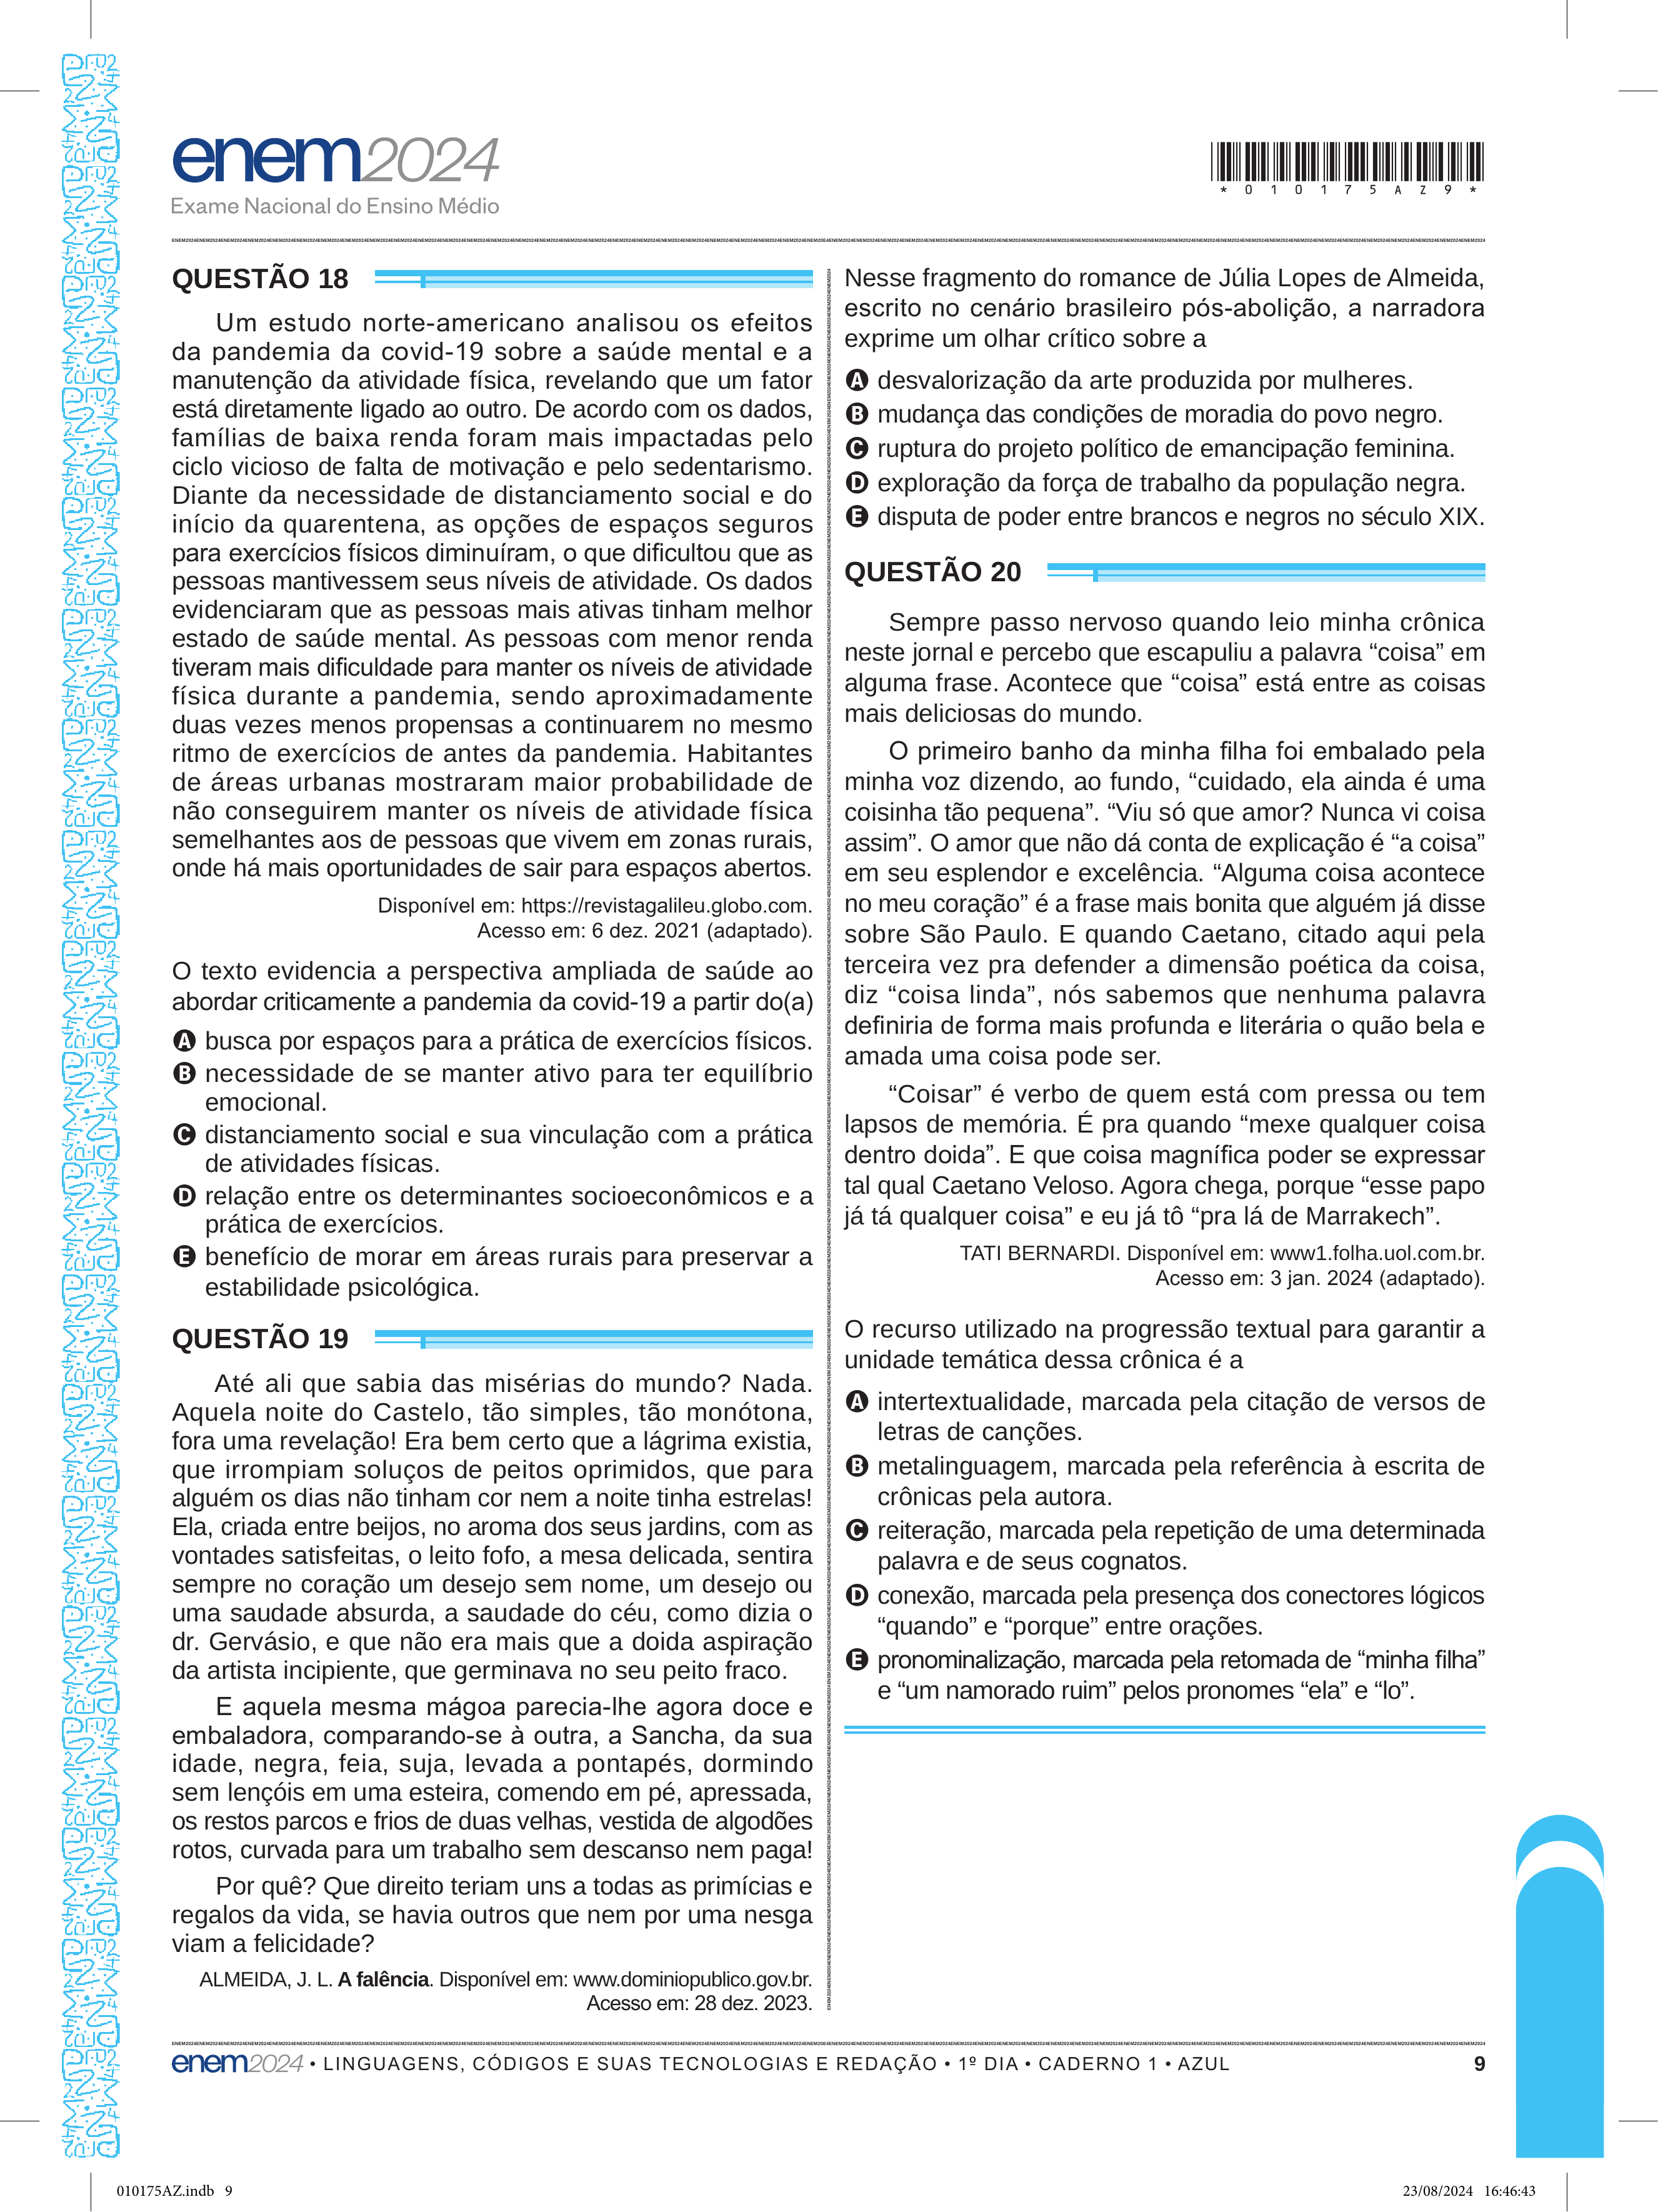 enem2024
Exame Nacional do Ensino Médio
*010175AZ9*
QUESTÃO 18
Um estudo norte-americano analisou os efeitos
da pandemia da covid-19 sobre a saúde mental e a
manutenção da atividade física, revelando que um fator
está diretamente ligado ao outro. De acordo com os dados,
famílias de baixa renda foram mais impactadas pelo
ciclo vicioso de falta de motivação e pelo sedentarismo.
Diante da necessidade de distanciamento social e do
início da quarentena, as opções de espaços seguros
para exercícios físicos diminuíram, o que dificultou que as
pessoas mantivessem seus níveis de atividade. Os dados
evidenciaram que as pessoas mais ativas tinham melhor
estado de saúde mental. As pessoas com menor renda
tiveram mais dificuldade para manter os níveis de atividade
física durante a pandemia, sendo aproximadamente
duas vezes menos propensas a continuarem no mesmo
ritmo de exercícios de antes da pandemia. Habitantes
de áreas urbanas mostraram maior probabilidade de
não conseguirem manter os níveis de atividade física
semelhantes aos de pessoas que vivem em zonas rurais,
onde há mais oportunidades de sair para espaços abertos.
Disponível em: https://revistagalileu.globo.com.
Acesso em: 6 dez. 2021 (adaptado).
O texto evidencia a perspectiva ampliada de saúde ao
abordar criticamente a pandemia da covid-19 a partir do(a)
A busca por espaços para a prática de exercícios físicos.
B necessidade de se manter ativo para ter equilíbrio
emocional.
C distanciamento social e sua vinculação com a prática
de atividades físicas.
D relação entre os determinantes socioeconômicos e a
prática de exercícios.
E benefício de morar em áreas rurais para preservar a
estabilidade psicológica.
QUESTÃO 19
Até ali que sabia das misérias do mundo? Nada.
Aquela noite do Castelo, tão simples, tão monótona,
fora uma revelação! Era bem certo que a lágrima existia,
que irrompiam soluços de peitos oprimidos, que para
alguém os dias não tinham cor nem a noite tinha estrelas!
Ela, criada entre beijos, no aroma dos seus jardins, com as
vontades satisfeitas, o leito fofo, a mesa delicada, sentira
sempre no coração um desejo sem nome, um desejo ou
uma saudade absurda, a saudade do céu, como dizia o
dr. Gervásio, e que não era mais que a doida aspiração
da artista incipiente, que germinava no seu peito fraco.
E aquela mesma mágoa parecia-lhe agora doce e
embaladora, comparando-se à outra, a Sancha, da sua
idade, negra, feia, suja, levada a pontapés, dormindo
sem lençóis em uma esteira, comendo em pé, apressada,
os restos parcos e frios de duas velhas, vestida de algodões
rotos, curvada para um trabalho sem descanso nem paga!
Por quê? Que direito teriam uns a todas as primícias e
regalos da vida, se havia outros que nem por uma nesga
viam a felicidade?
ALMEIDA, J. L. A falência. Disponível em: www.dominiopublico.gov.br.
Acesso em: 28 dez. 2023.
Nesse fragmento do romance de Júlia Lopes de Almeida,
escrito no cenário brasileiro pós-abolição, a narradora
exprime um olhar crítico sobre a
A desvalorização da arte produzida por mulheres.
B mudança das condições de moradia do povo negro.
C ruptura do projeto político de emancipação feminina.
D exploração da força de trabalho da população negra.
E disputa de poder entre brancos e negros no século XIX.
QUESTÃO 20
Sempre passo nervoso quando leio minha crônica
neste jornal e percebo que escapuliu a palavra “coisa” em
alguma frase. Acontece que “coisa” está entre as coisas
mais deliciosas do mundo.
O primeiro banho da minha filha foi embalado pela
minha voz dizendo, ao fundo, “cuidado, ela ainda é uma
coisinha tão pequena”. “Viu só que amor? Nunca vi coisa
assim”. O amor que não dá conta de explicação é “a coisa”
em seu esplendor e excelência. “Alguma coisa acontece
no meu coração” é a frase mais bonita que alguém já disse
sobre São Paulo. E quando Caetano, citado aqui pela
terceira vez pra defender a dimensão poética da coisa,
diz “coisa linda”, nós sabemos que nenhuma palavra
definiria de forma mais profunda e literária o quão bela e
amada uma coisa pode ser.
“Coisar” é verbo de quem está com pressa ou tem
lapsos de memória. É pra quando “mexe qualquer coisa
dentro doida”. E que coisa magnífica poder se expressar
tal qual Caetano Veloso. Agora chega, porque “esse papo
já tá qualquer coisa” e eu já tô “pra lá de Marrakech”.
TATI BERNARDI. Disponível em: www1.folha.uol.com.br.
Acesso em: 3 jan. 2024 (adaptado).
O recurso utilizado na progressão textual para garantir a
unidade temática dessa crônica é a
A intertextualidade, marcada pela citação de versos de
letras de canções.
B metalinguagem, marcada pela referência à escrita de
crônicas pela autora.
C reiteração, marcada pela repetição de uma determinada
palavra e de seus cognatos.
D conexão, marcada pela presença dos conectores lógicos
“quando” e “porque” entre orações.
E pronominalização, marcada pela retomada de “minha filha”
e “um namorado ruim” pelos pronomes “ela” e “lo”.
enem2024 • LINGUAGENS, CÓDIGOS E SUAS TECNOLOGIAS E REDAÇÃO • 1º DIA • CADERNO 1 • AZUL 9
010175AZ.indb 9
23/08/2024 16:46:43